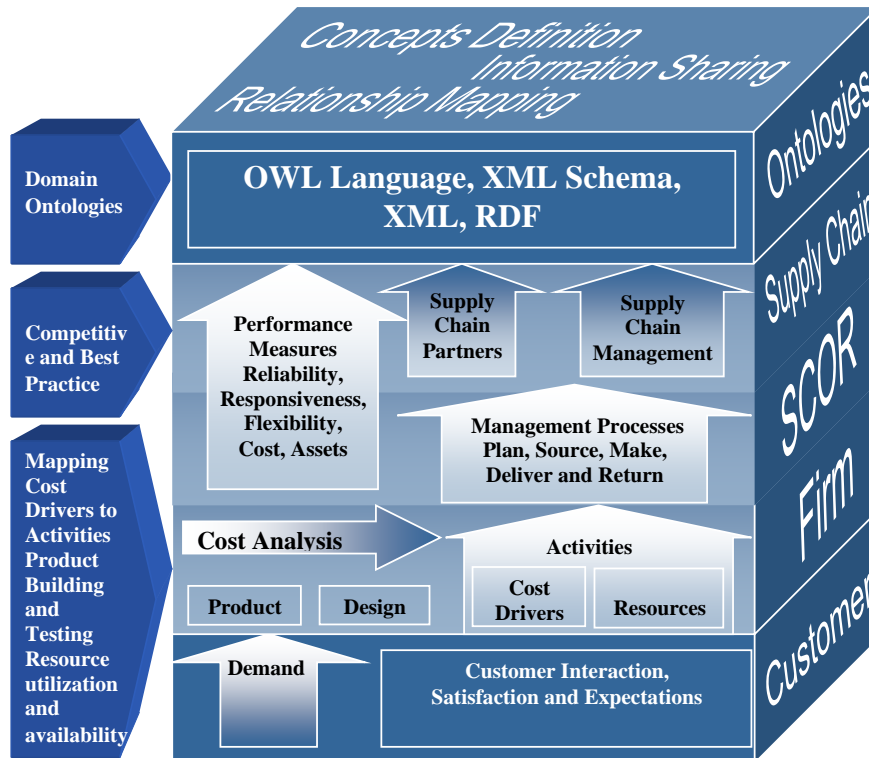 Concepts Definition
Information Sharing
Relationship Mapping
Domain
Ontologies
OWL Language, XML Schema,
XML, RDF
Ontologies
Competitiv
e and Best
Practice
Performance
Measures
Reliability,
Responsiveness,
Flexibility,
Cost, Assets
Supply
Chain
Partners
Supply
Chain
Management
Supply Chain
Management Processes
Plan, Source, Make,
Deliver and Return
SCOR
Mapping
Cost
Drivers to
Activities
Product
Building
and
Testing
Resource
utilization
and
availability
Cost Analysis
Product
Design
Activities
Cost
Drivers
Resources
Firm
Demand
Customer Interaction,
Satisfaction and Expectations
Customer